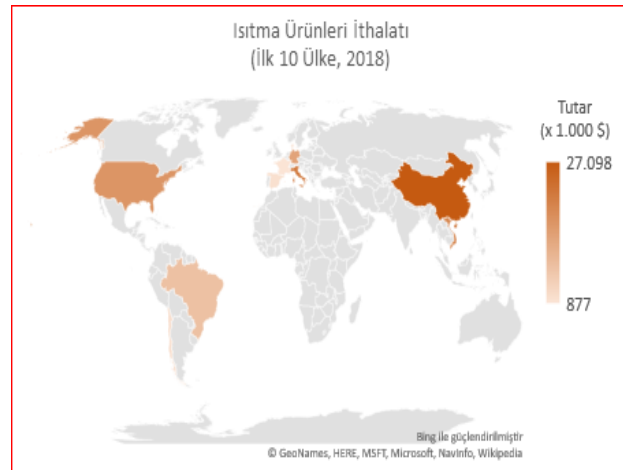 Isıtma Ürünleri İthalatı
(İlk 10 Ülke, 2018)
Tutar
(x 1.000 $)
27.098
877
Bing ile güçlendirilmiştir
© GeoNames, HERE, MSFT, Microsoft, NavInfo, Wikipedia